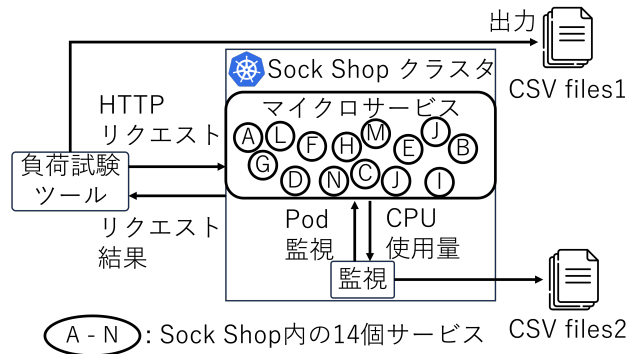 出力
CSV files1
Sock Shop クラスタ
HTTP
リクエスト
マイクロサービス
A L F H M E J B
G D N C J I
負荷試験
ツール
リクエスト
結果
Pod
監視
CPU
使用量
監視
CSV files2
A - N : Sock Shop内の14個サービス